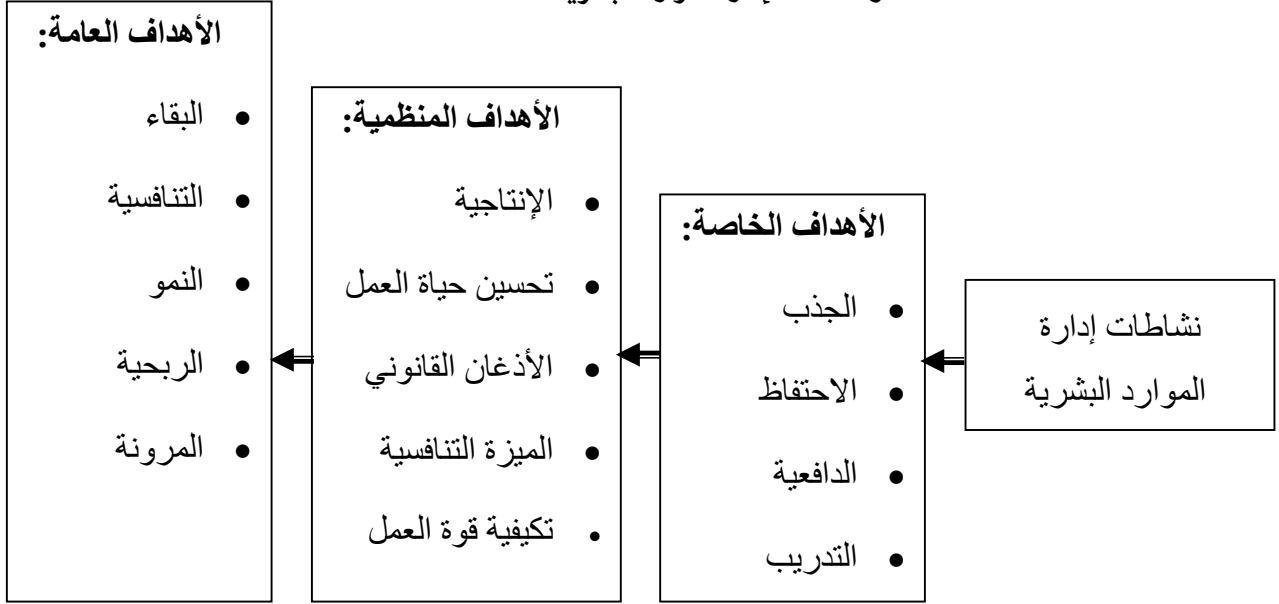 نشاطات إدارة
الموارد البشرية
الأهداف الخاصة:
• الجذب
• الاحتفاظ
• الدافعية
• التدريب
الأهداف المنظمية:
• الإنتاجية
• تحسين حياة العمل
• الأذغان القانوني
• الميزة التنافسية
• تكيفية قوة العمل
الأهداف العامة:
• البقاء
• التنافسية
• النمو
• الربحية
• المرونة